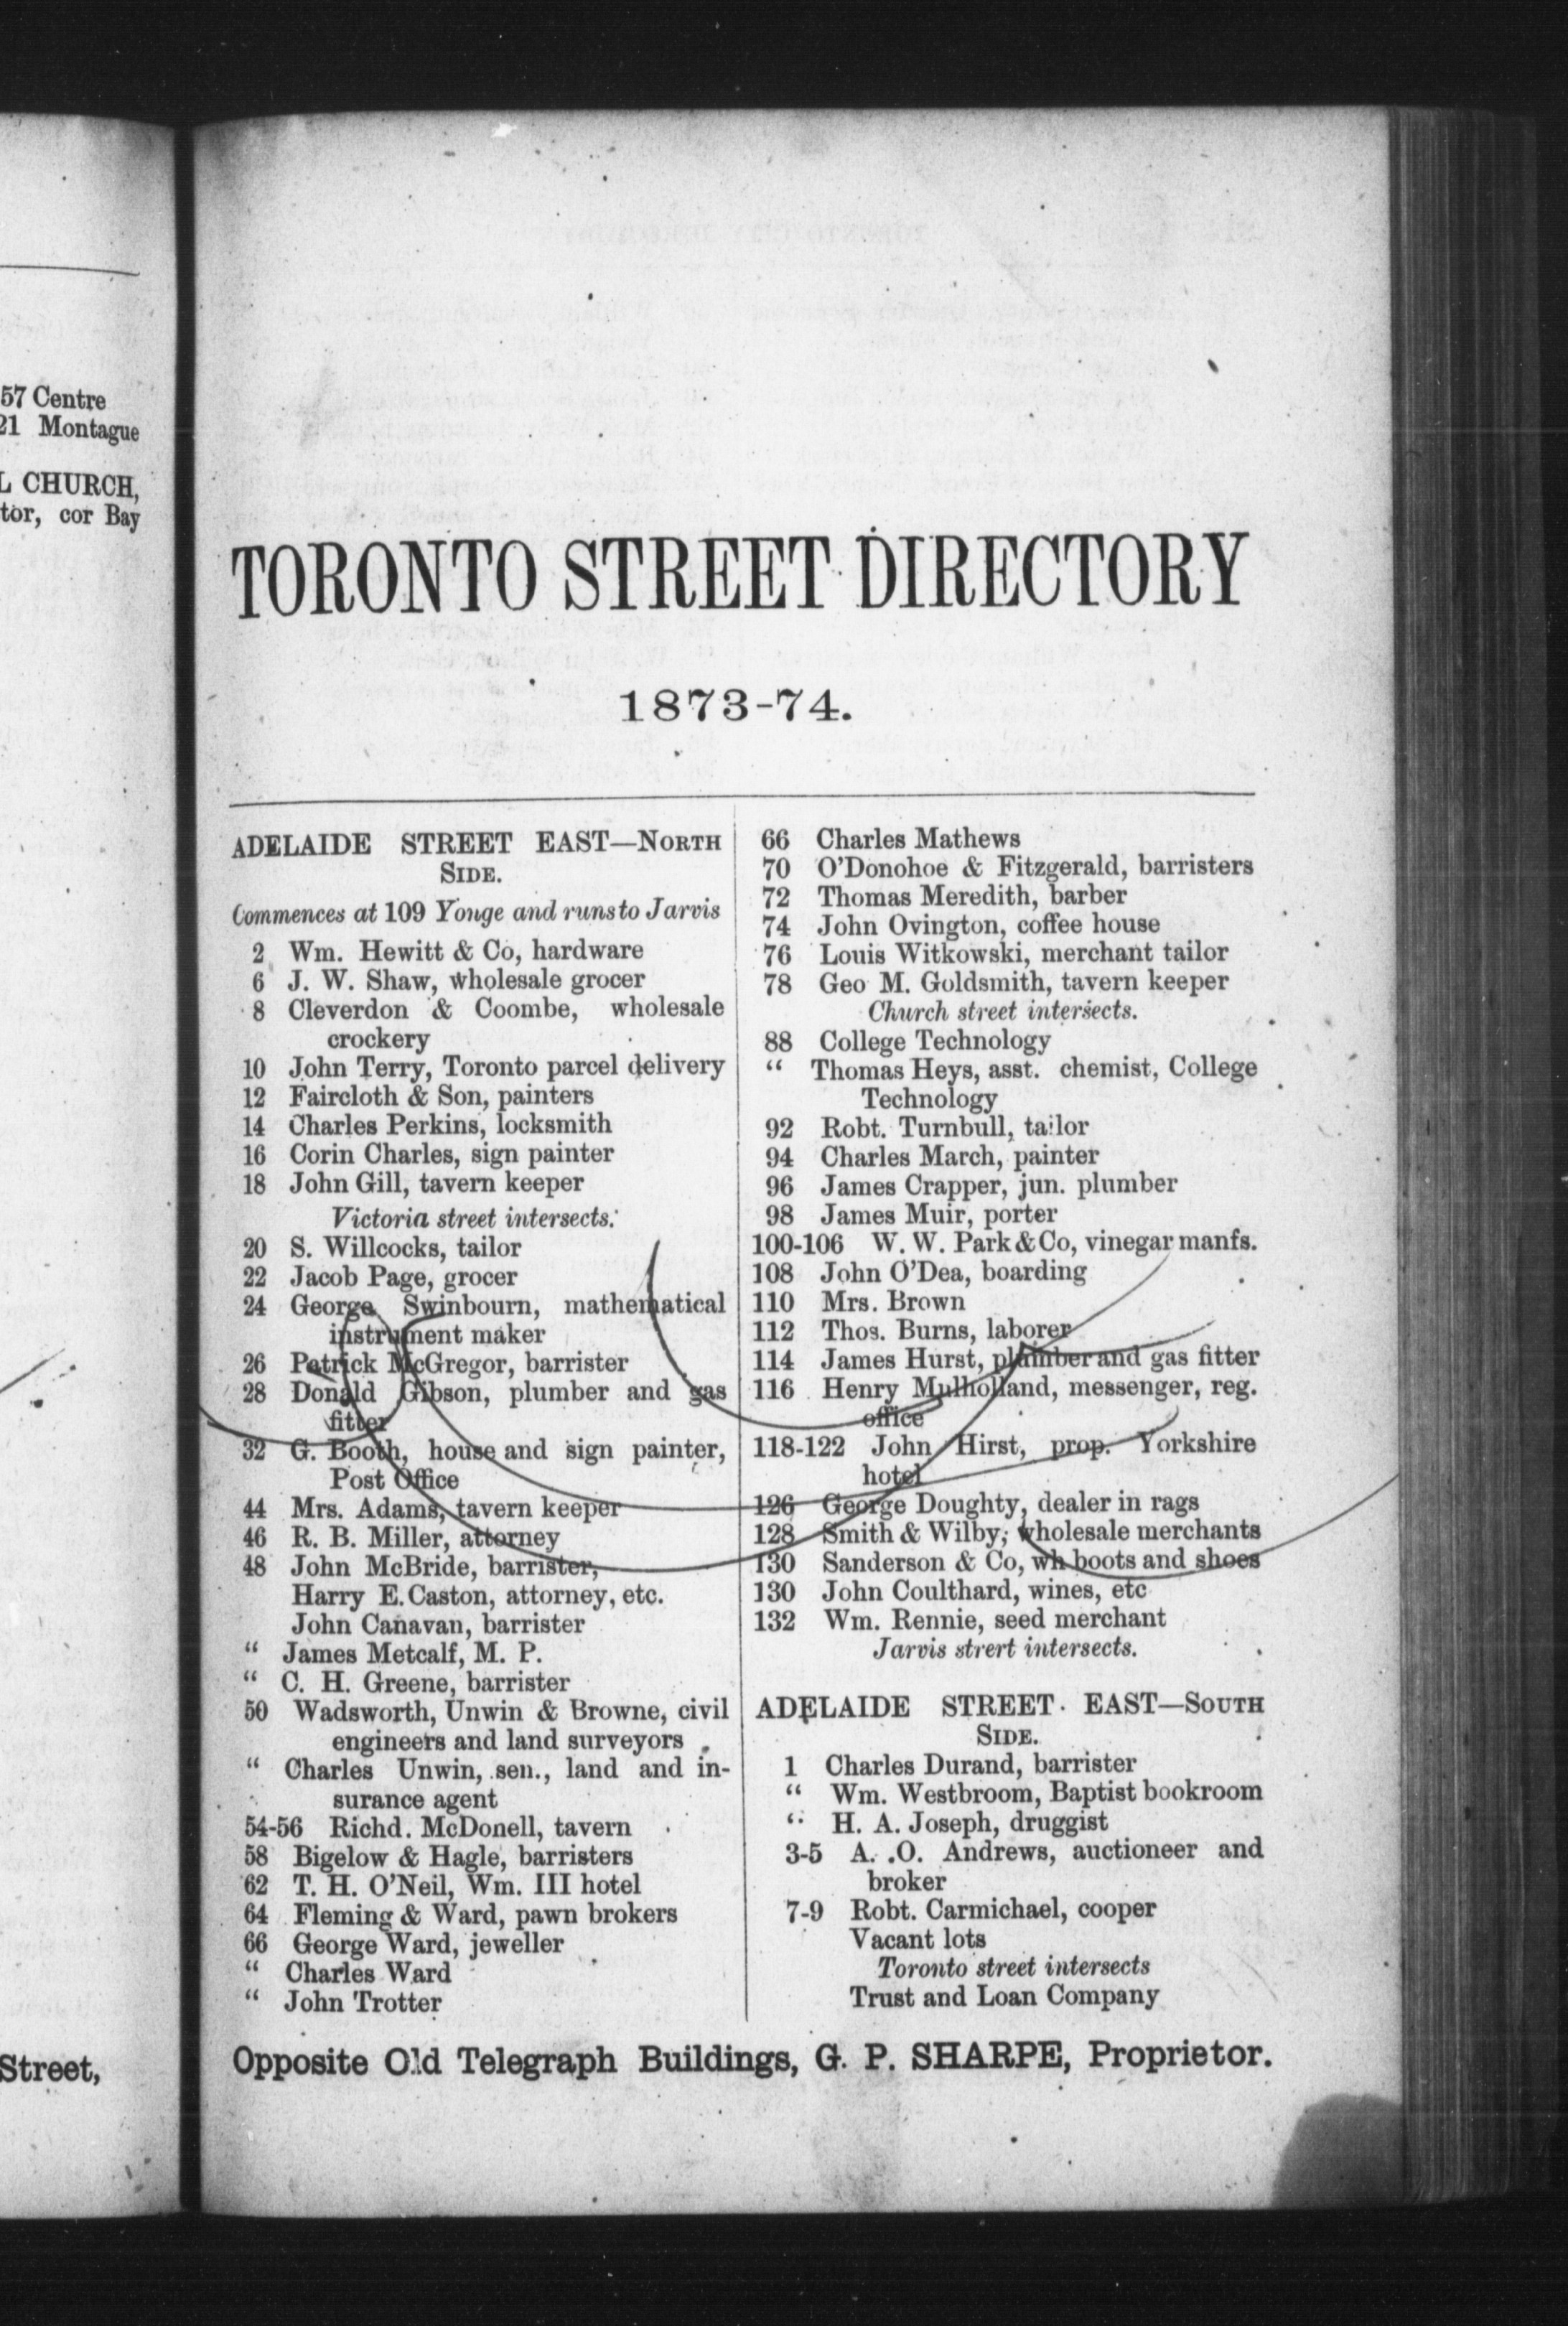 57 Centre
21 Montague
L CHURCH,
tor, cor Bay
Street,
TORONTO STREET DIRECTORY
1873-74.
ADELAIDE STREET EAST—NORTH
SIDE.
Commences at 109 Yonge and runs to Jarvis
2 Wm. Hewitt & Co, hardware
6 J. W. Shaw, wholesale grocer
8 Cleverdon & Coombe, wholesale
crockery
10 John Terry, Toronto parcel delivery
12 Faircloth & Son, painters
14 Charles Perkins, locksmith
16 Corin Charles, sign painter
18 John Gill, tavern keeper
Victoria street intersects.
20 S. Willcocks, tailor
22 Jacob Page, grocer
24 George Swinbourn, mathematical
instrument maker
26 Patrick McGregor, barrister
28 Donald Gibson, plumber and gas
fitter
32 G. Booth, house and sign painter,
Post Office
44 Mrs. Adams, tavern keeper
46 R. B. Miller, attorney
48 John McBride, barrister,
Harry E. Caston, attorney, etc.
John Canavan, barrister
" James Metcalf, M. P.
" C. H. Greene, barrister
50 Wadsworth, Unwin & Browne, civil
engineers and land surveyors
" Charles Unwin, sen., land and in-
surance agent
54-56 Richd. McDonell, tavern
58 Bigelow & Hagle, barristers
62 T. H. O'Neil, Wm. III hotel
64 Fleming & Ward, pawn brokers
66 George Ward, jeweller
" Charles Ward
" John Trotter
66 Charles Mathews
70 O'Donohoe & Fitzgerald, barristers
72 Thomas Meredith, barber
74 John Ovington, coffee house
76 Louis Witkowski, merchant tailor
78 Geo M. Goldsmith, tavern keeper
Church street intersects.
88 College Technology
" Thomas Heys, asst. chemist, College
Technology
92 Robt. Turnbull, tailor
94 Charles March, painter
96 James Crapper, jun. plumber
98 James Muir, porter
100-106 W. W. Park & Co, vinegar manfs.
108 John O'Dea, boarding
110 Mrs. Brown
112 Thos. Burns, laborer
114 James Hurst, plumber and gas fitter
116 Henry Mulholland, messenger, reg.
office
118-122 John Hirst, prop. Yorkshire
hotel
126 George Doughty, dealer in rags
128 Smith & Wilby, wholesale merchants
130 Sanderson & Co, wh boots and shoes
130 John Coulthard, wines, etc
132 Wm. Rennie, seed merchant
Jarvis strert intersects.
ADELAIDE STREET EAST—SOUTH
SIDE.
1 Charles Durand, barrister
" Wm. Westbroom, Baptist bookroom
" H. A. Joseph, druggist
3-5 A. O. Andrews, auctioneer and
broker
7-9 Robt. Carmichael, cooper
Vacant lots
Toronto street intersects
Trust and Loan Company
Opposite Old Telegraph Buildings, G. P. SHARPE, Proprietor.